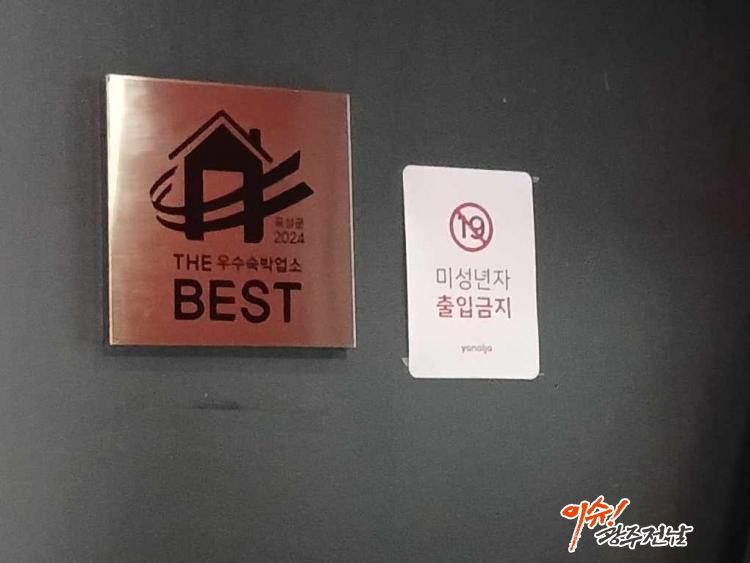 곡성군
2024
THE 우수숙박업소
BEST
19
미성년자
출입금지
yanolja
이슈!
광주전남